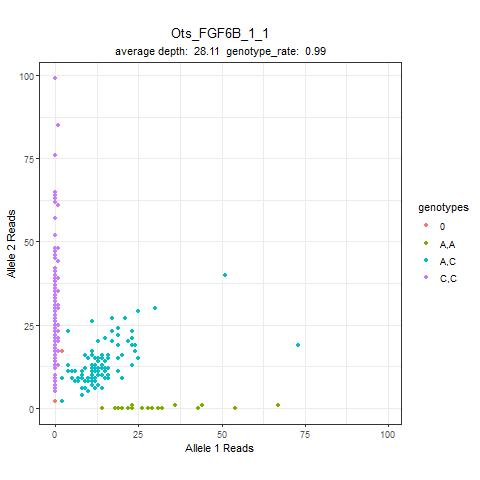 Ots_FGF6B_1_1
average depth: 28.11 genotype_rate: 0.99
100
75
50
25
0
Allele 2 Reads
0 25 50 75 100
Allele 1 Reads
genotypes
0
A,A
A,C
C,C